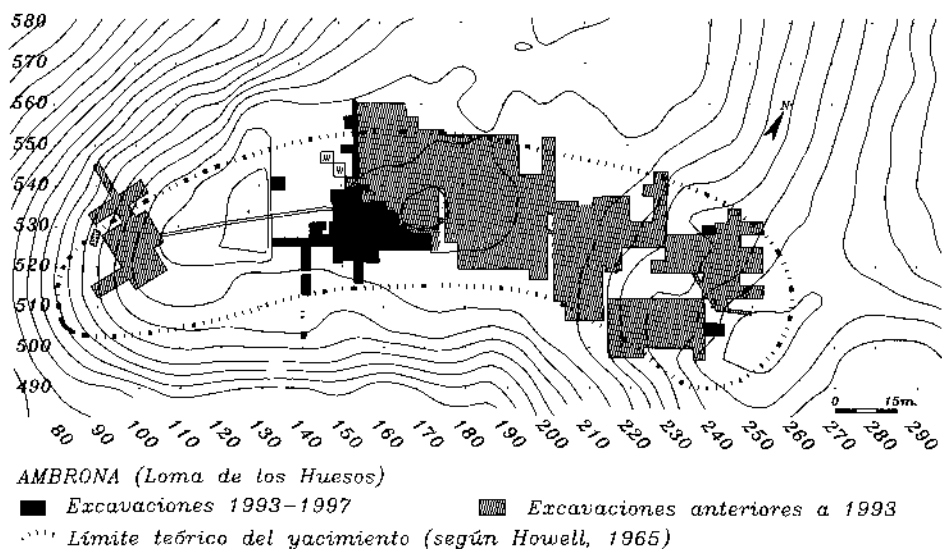 580
570
560
550
540
530
520
510
500
490
N
0 15m.
80 90 100 110 120 130 140 150 160 170 180 190 200 210 220 230 240 250 260 270 280 290
AMBRONA (Loma de los Huesos)
Excavaciones 1993-1997
Excavaciones anteriores a 1993
Límite teórico del yacimiento (según Howell, 1965)